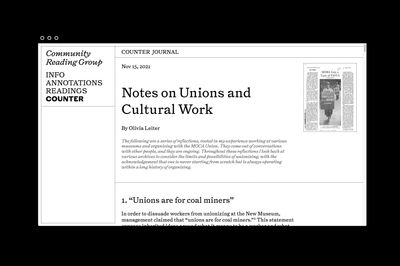 Community
Reading Group
INFO
ANNOTATIONS
READINGS
COUNTER
COUNTER JOURNAL
Nov 15, 2021
Notes on Unions and
Cultural Work
By Olivia Leiter
The following are a series of reflections, rooted in my experience working at various
museums and organizing with the MOCA Union. They come out of conversations
with other people, and they are ongoing. Throughout these reflections I look back at
various archives to consider the limits and possibilities of unionizing, with the
acknowledgement that one is never starting from scratch but is always operating
within a long history of organizing.
1. “Unions are for coal miners”
In order to dissuade workers from unionizing at the New Museum,
management claimed that “unions are for coal miners.” This statement